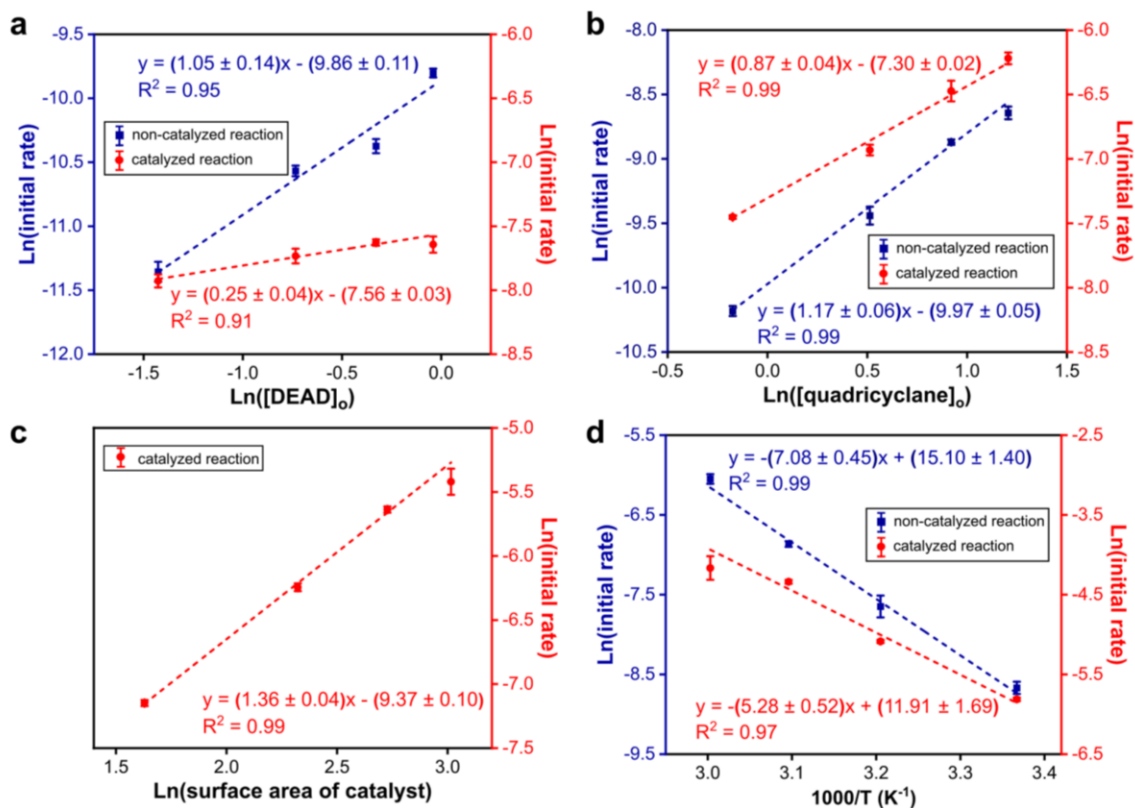 a
y = (1.05 ± 0.14)x - (9.86 ± 0.11)
R² = 0.95
non-catalyzed reaction
catalyzed reaction
y = (0.25 ± 0.04)x - (7.56 ± 0.03)
R² = 0.91
Ln(initial rate)
-9.5
-10.0
-10.5
-11.0
-11.5
-12.0
-1.5
-1.0
-0.5
0.0
Ln([DEAD]ₒ)
-6.0
-6.5
-7.0
-7.5
-8.0
-8.5
Ln(initial rate)
b
y = (0.87 ± 0.04)x - (7.30 ± 0.02)
R² = 0.99
non-catalyzed reaction
catalyzed reaction
y = (1.17 ± 0.06)x - (9.97 ± 0.05)
R² = 0.99
Ln(initial rate)
-8.0
-8.5
-9.0
-9.5
-10.0
-10.5
-0.5
0.0
0.5
1.0
1.5
Ln([quadricyclane]ₒ)
-6.0
-6.5
-7.0
-7.5
-8.0
-8.5
Ln(initial rate)
c
catalyzed reaction
y = (1.36 ± 0.04)x - (9.37 ± 0.10)
R² = 0.99
1.5
2.0
2.5
3.0
Ln(surface area of catalyst)
-5.0
-5.5
-6.0
-6.5
-7.0
-7.5
Ln(initial rate)
d
y = -(7.08 ± 0.45)x + (15.10 ± 1.40)
R² = 0.99
non-catalyzed reaction
catalyzed reaction
y = -(5.28 ± 0.52)x + (11.91 ± 1.69)
R² = 0.97
Ln(initial rate)
-5.5
-6.5
-7.5
-8.5
-9.5
3.0
3.1
3.2
3.3
3.4
1000/T (K⁻¹)
-2.5
-3.5
-4.5
-5.5
-6.5
Ln(initial rate)